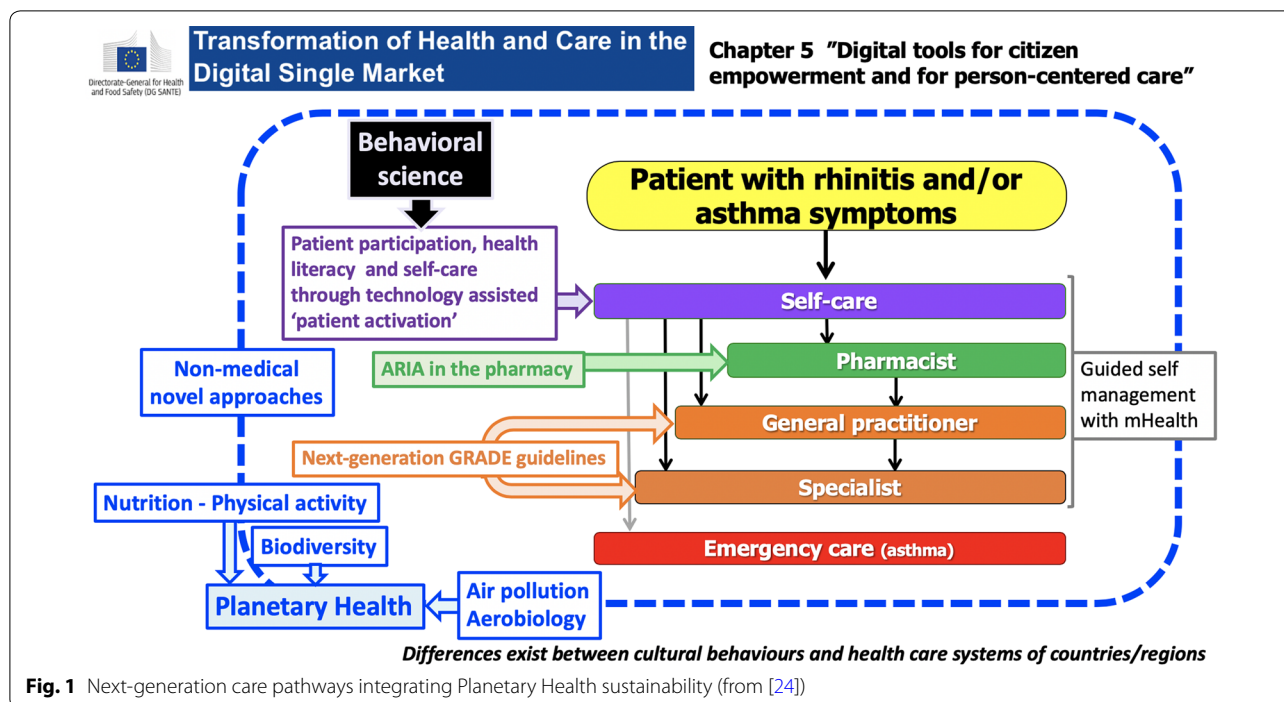 Directorate-General for Health
and Food Safety (DG SANTE)
Transformation of Health and Care in the
Digital Single Market
Chapter 5 ”Digital tools for citizen
empowerment and for person-centered care”
Behavioral
science
Patient with rhinitis and/or
asthma symptoms
Patient participation, health
literacy and self-care
through technology assisted
‘patient activation’
Self-care
Non-medical
novel approaches
ARIA in the pharmacy
Pharmacist
Guided self
management
with mHealth
General practitioner
Next-generation GRADE guidelines
Specialist
Nutrition - Physical activity
Biodiversity
Emergency care (asthma)
Planetary Health
Air pollution
Aerobiology
Differences exist between cultural behaviours and health care systems of countries/regions
Fig. 1 Next-generation care pathways integrating Planetary Health sustainability (from [24])